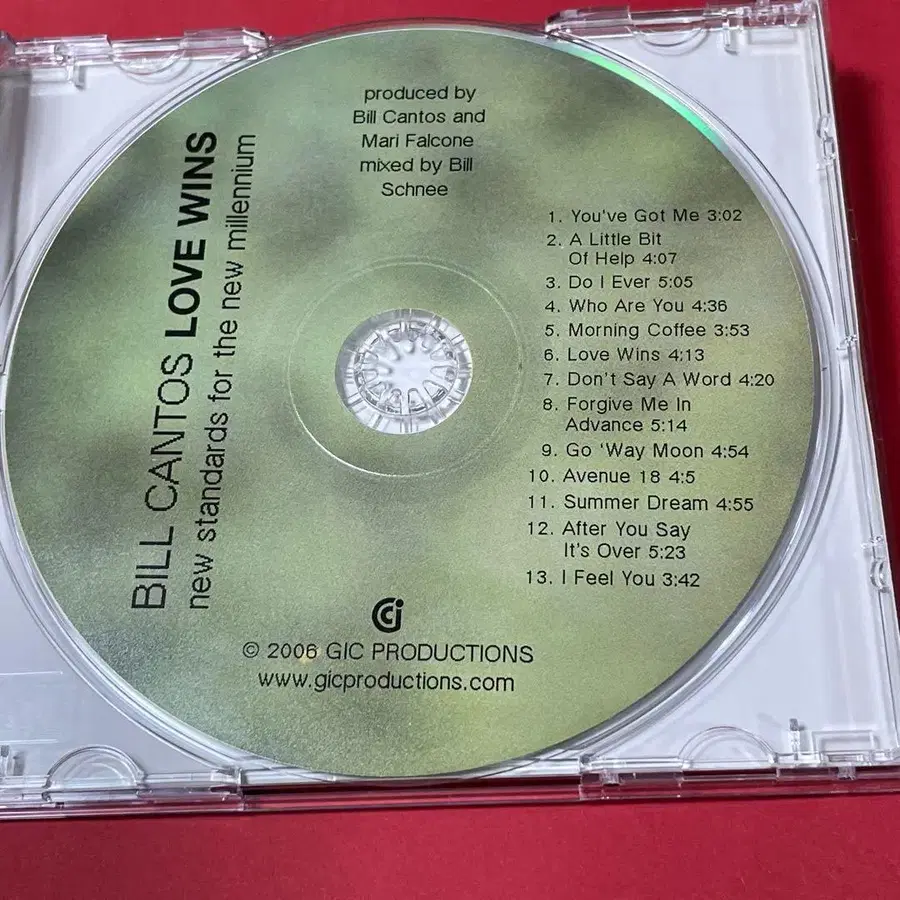 BILL CANTOS LOVE WINS
new standards for the new millennium
produced by
Bill Cantos and
Mari Falcone
mixed by Bill
Schnee
1. You've Got Me 3:02
2. A Little Bit
Of Help 4:07
3. Do I Ever 5:05
4. Who Are You 4:36
5. Morning Coffee 3:53
6. Love Wins 4:13
7. Don't Say A Word 4:20
8. Forgive Me In
Advance 5:14
9. Go 'Way Moon 4:54
10. Avenue 18 4:5
11. Summer Dream 4:55
12. After You Say
It's Over 5:23
13. I Feel You 3:42
© 2006 GIC PRODUCTIONS
www.gicproductions.com